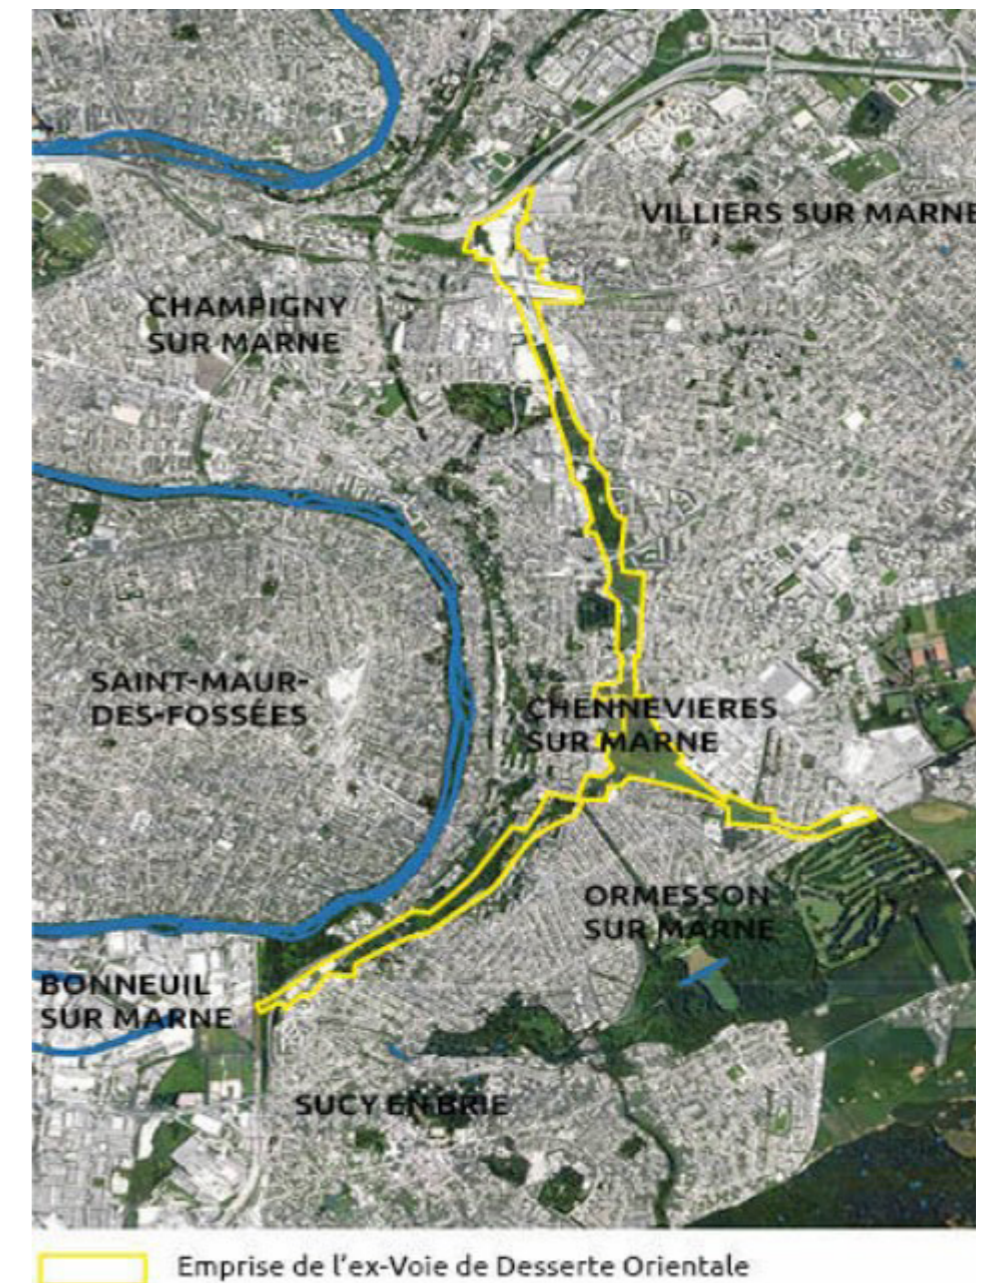 VILLIERS SUR MARNE
CHAMPIGNY
SUR MARNE
SAINT-MAUR-
DES-FOSSÉES
CHENNEVIERES
SUR MARNE
ORMESSON
SUR MARNE
BONNEUIL
SUR MARNE
SUCY EN BRIE
Emprise de l'ex-Voie de Desserte Orientale